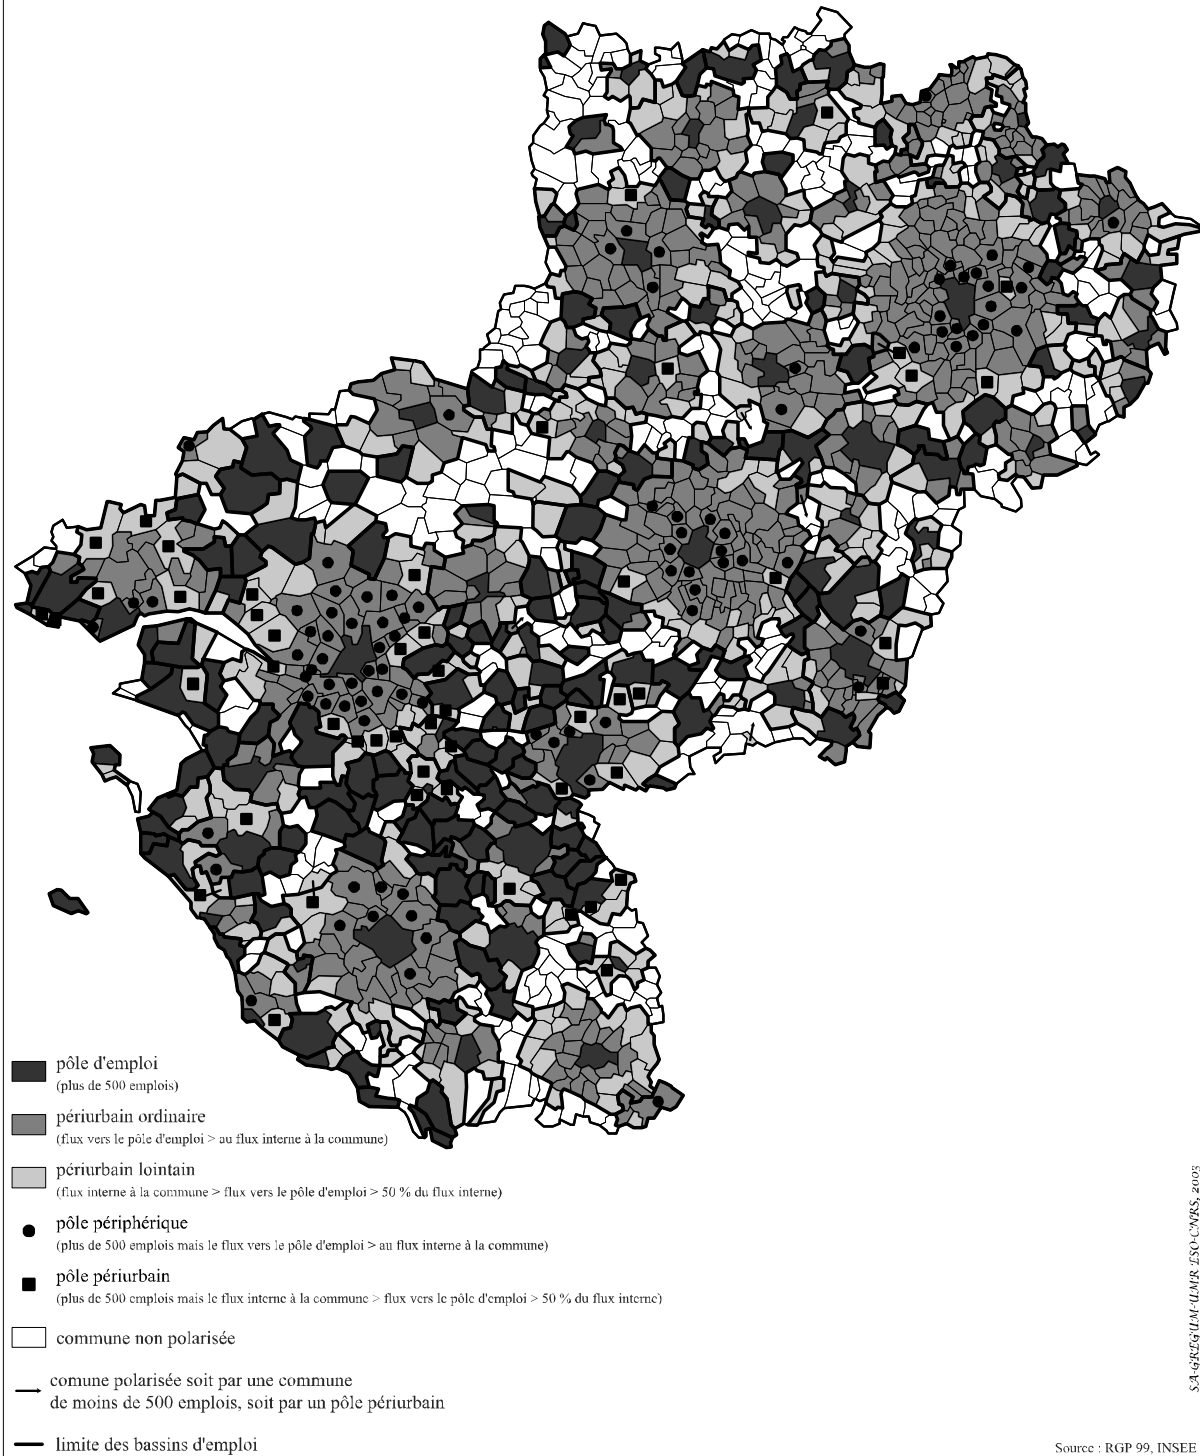 pôle d'emploi
(plus de 500 emplois)
périurbain ordinaire
(flux vers le pôle d'emploi > au flux interne à la commune)
périurbain lointain
(flux interne à la commune > flux vers le pôle d'emploi > 50 % du flux interne)
pôle périphérique
(plus de 500 emplois mais le flux vers le pôle d'emploi > au flux interne à la commune)
pôle périurbain
(plus de 500 emplois mais le flux interne à la commune > flux vers le pôle d'emploi > 50 % du flux interne)
commune non polarisée
comune polarisée soit par une commune
de moins de 500 emplois, soit par un pôle périurbain
limite des bassins d'emploi
SA-GREGUM-UMR ESO-CNRS, 2003
Source : RGP 99, INSEE